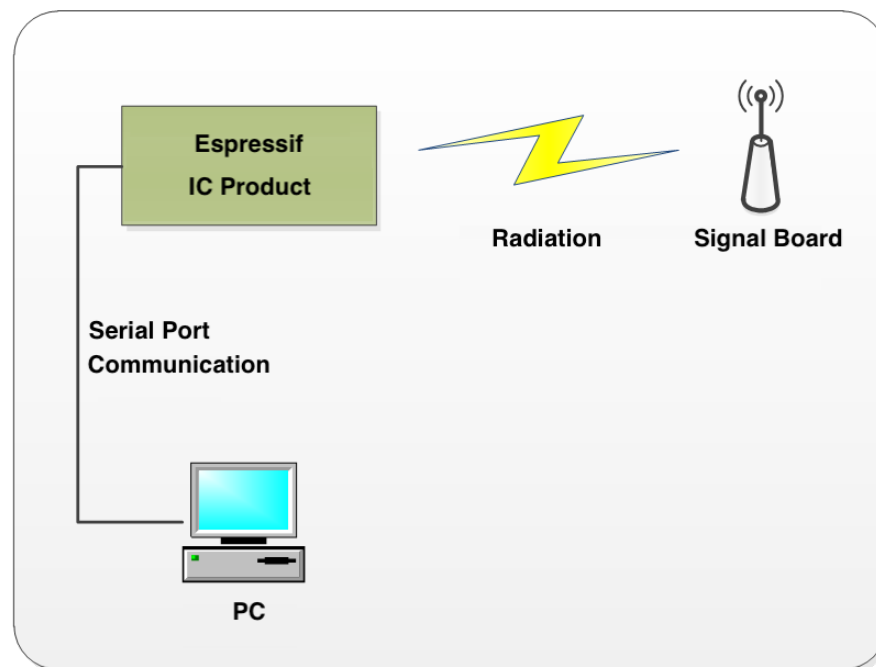 Espressif
IC Product
Radiation
Signal Board
Serial Port
Communication
PC